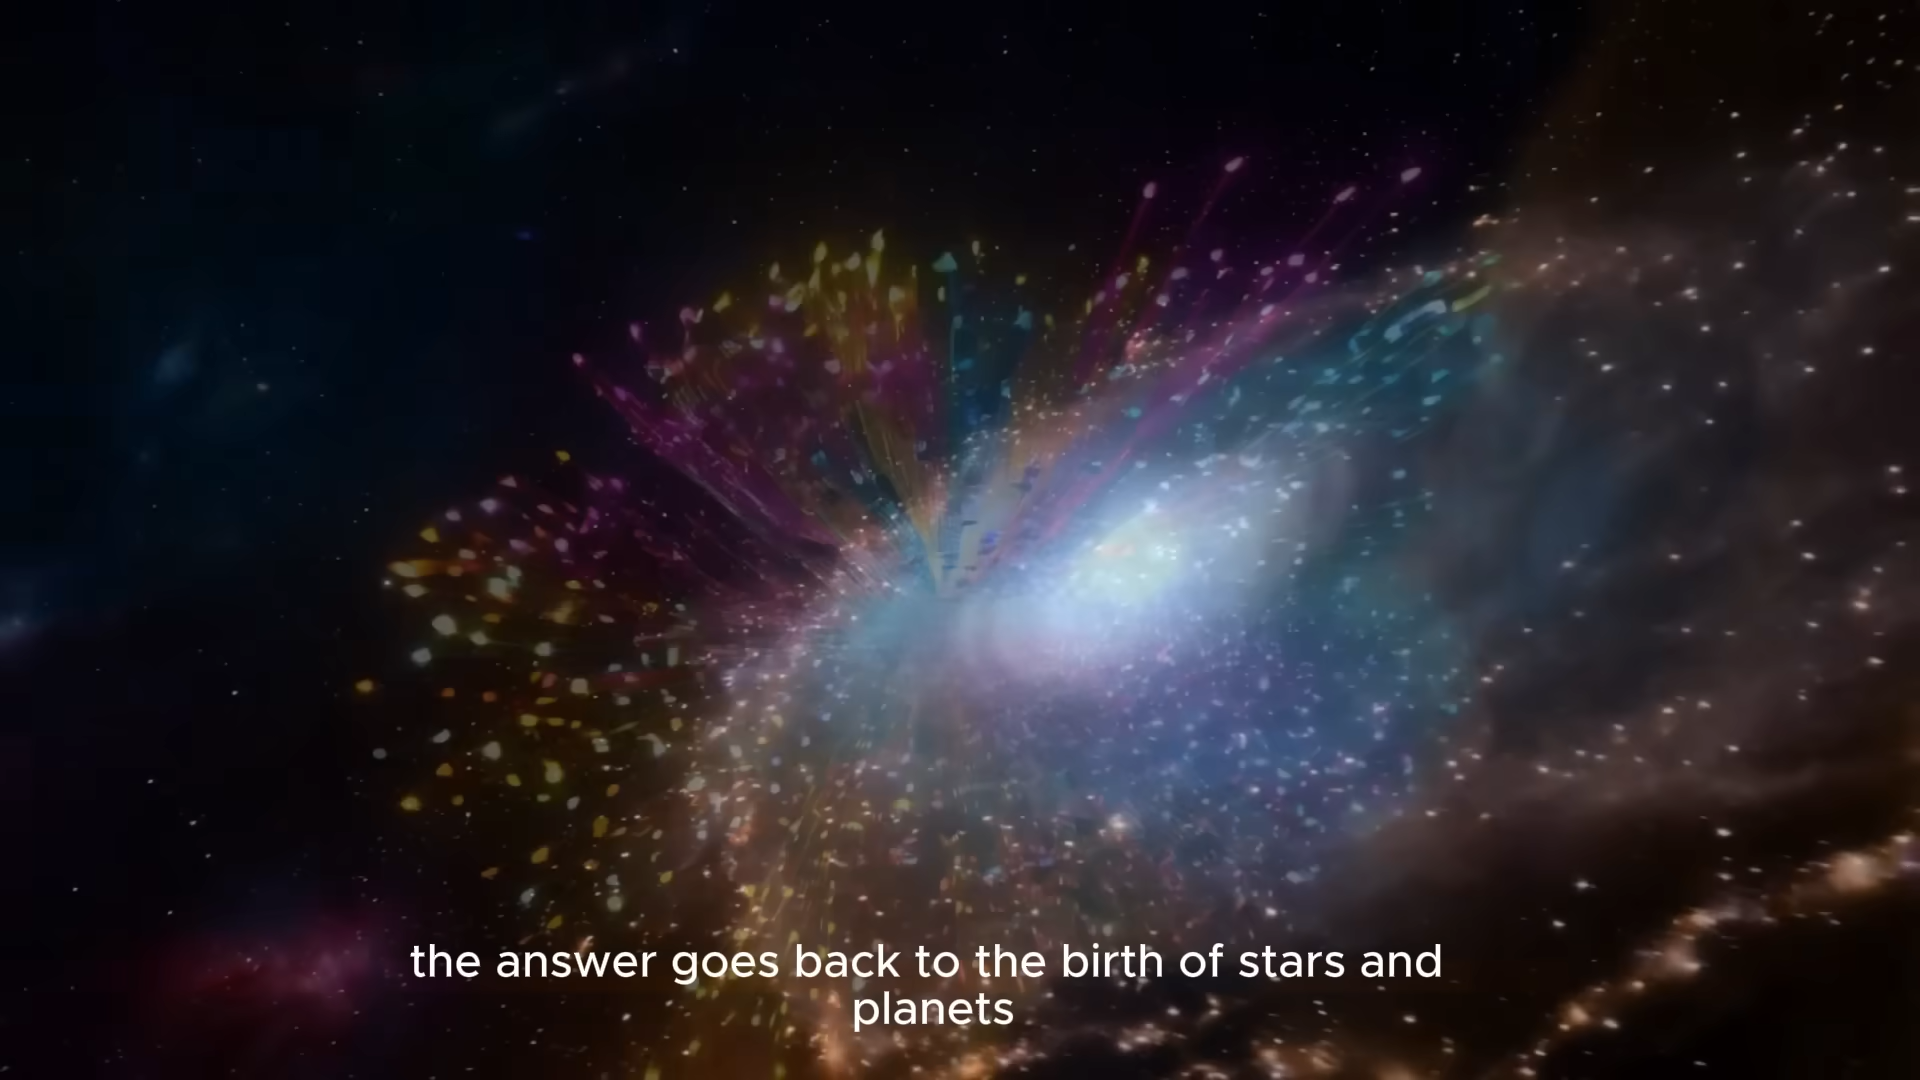 the answer goes back to the birth of stars and
planets